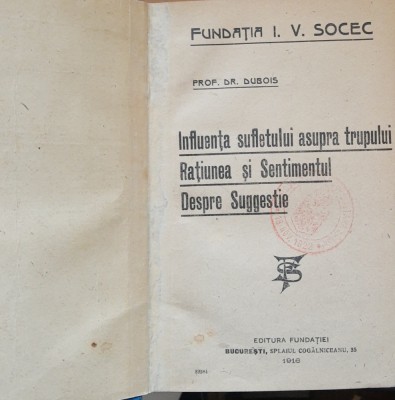 FUNDAȚIA I. V. SOCEC
PROF. DR. DUBOIS
Influența sufletului asupra trupului
Rațiunea și Sentimentul
Despre Suggestie
EDITURA FUNDAȚIEI
BUCUREȘTI, SPLAIUL COGĂLNICEANU, 35
1916